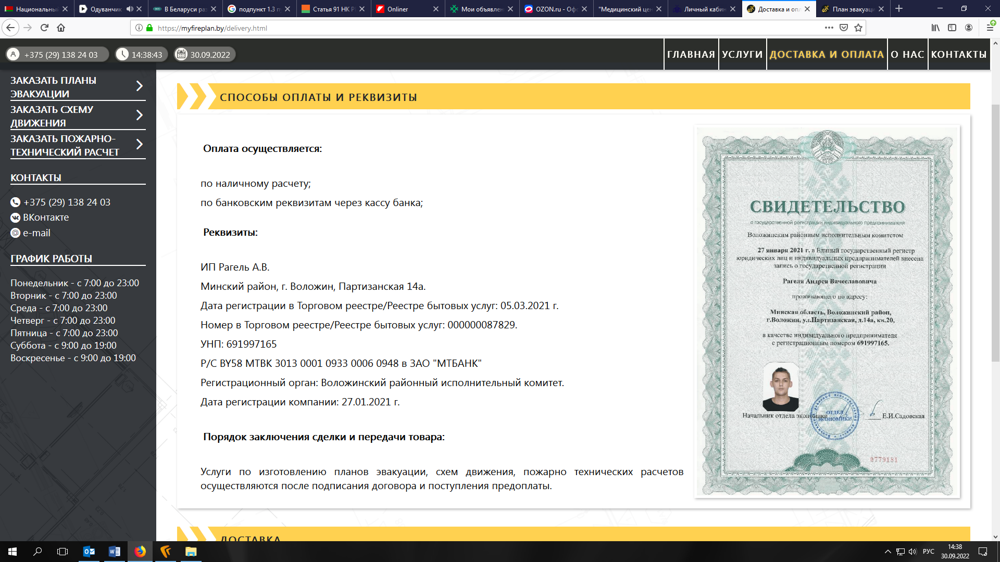 Национальный
Одуванчик
В Беларуси раз
подпункт 1.3 п
Статья 91 НК Р
Onliner
Мои объявлен
OZON.ru - Оф
"Медицинский цен
Личный кабин
Доставка и опл
План эвакуаци
https://myfireplan.by/delivery.html
+375 (29) 138 24 03
14:38:43
30.09.2022
ГЛАВНАЯ
УСЛУГИ
ДОСТАВКА И ОПЛАТА
О НАС
КОНТАКТЫ
ЗАКАЗАТЬ ПЛАНЫ
ЭВАКУАЦИИ
ЗАКАЗАТЬ СХЕМУ
ДВИЖЕНИЯ
ЗАКАЗАТЬ ПОЖАРНО-
ТЕХНИЧЕСКИЙ РАСЧЕТ
КОНТАКТЫ
+375 (29) 138 24 03
ВКонтакте
e-mail
ГРАФИК РАБОТЫ
Понедельник - с 7:00 до 23:00
Вторник - с 7:00 до 23:00
Среда - с 7:00 до 23:00
Четверг - с 7:00 до 23:00
Пятница - с 7:00 до 23:00
Суббота - с 9:00 до 19:00
Воскресенье - с 9:00 до 19:00
СПОСОБЫ ОПЛАТЫ И РЕКВИЗИТЫ
Оплата осуществляется:
по наличному расчету;
по банковским реквизитам через кассу банка;
Реквизиты:
ИП Рагель А.В.
Минский район, г. Воложин, Партизанская 14а.
Дата регистрации в Торговом реестре/Реестре бытовых услуг: 05.03.2021 г.
Номер в Торговом реестре/Реестре бытовых услуг: 000000087829.
УНП: 691997165
Р/С BY58 MTBK 3013 0001 0933 0006 0948 в ЗАО "МТБАНК"
Регистрационный орган: Воложинский районный исполнительный комитет.
Дата регистрации компании: 27.01.2021 г.
Порядок заключения сделки и передачи товара:
Услуги по изготовлению планов эвакуации, схем движения, пожарно технических расчетов
осуществляются после подписания договора и поступления предоплаты.
СВИДЕТЕЛЬСТВО
о государственной регистрации индивидуального предпринимателя
Воложинским районным исполнительным комитетом
27 января 2021 г. в Единый государственный регистр
юридических лиц и индивидуальных предпринимателей внесена
запись о государственной регистрации
Рагеля Андрея Вячеславовича
проживающего по адресу:
Минская область, Воложинский район,
г.Воложин, ул.Партизанская, д.14а, кв.20,
в качестве индивидуального предпринимателя
с регистрационным номером 691997165.
Начальник отдела экономики
Е.И.Садовская
ОТДЕЛ
ЭКОНОМИКИ
0779181
ДОСТАВКА
РУС
14:38
30.09.2022